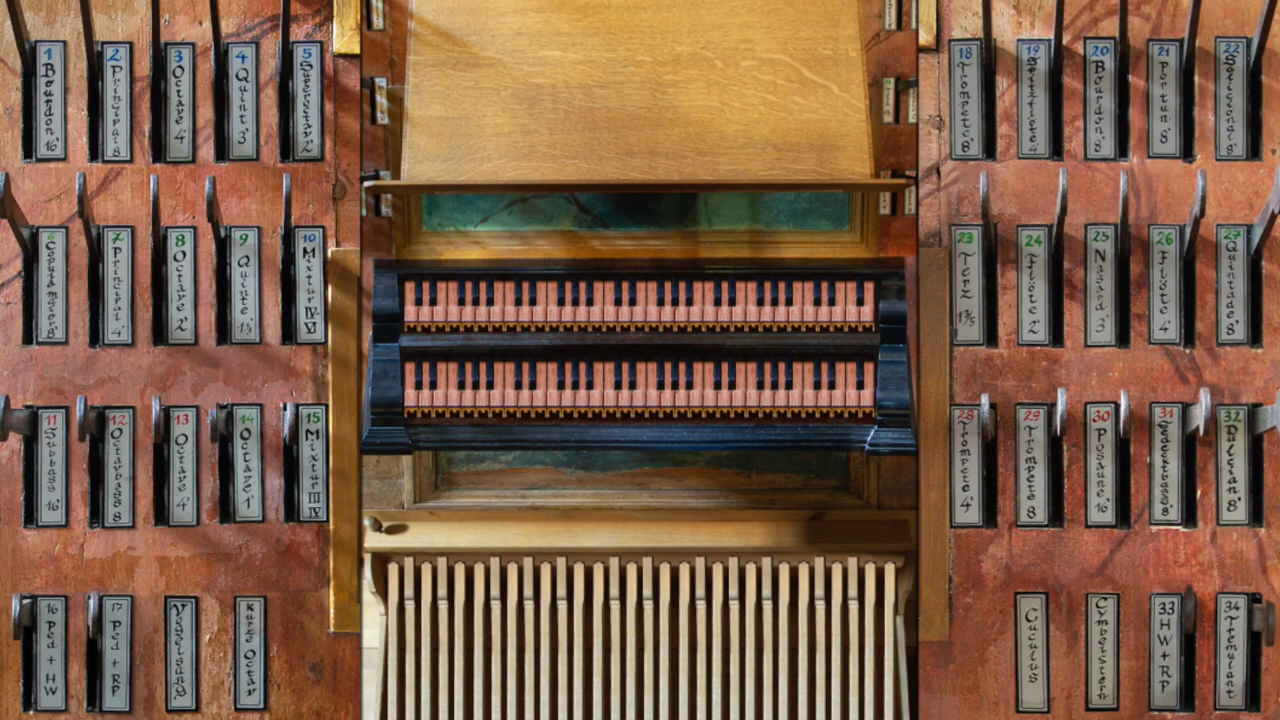 1 Bourdon 16'
2 Principal 8
3 Octave 4'
4 Quint 3'
5 Superoctav 2'
18 Trompete 8'
19 Spitzflöte 4'
20 Bourdon 8'
21 Portun 8'
22 Salicional 8'
6 Copula maior 8'
7 Principal 4'
8 Octave 2'
9 Quinte 1½'
10 Mixtur IV-VI
23 Terz 1 3/5
24 Flöte 2'
25 Nasard 3'
26 Flöte 4'
27 Quintade 8'
11 Subbass 16'
12 Octavbass 8
13 Octave 4'
14 Octave 1'
15 Mixtur III IV
28 Trompete 4'
29 Trompete 8
30 Posaune 16'
31 Gedecktbass 8'
32 Dulcian 8'
16 Ped + HW
17 Ped + RP
Vogelsang
Kurze Octav
Cuculus
Cymbelstern
33 HW + RP
34 Tremulant